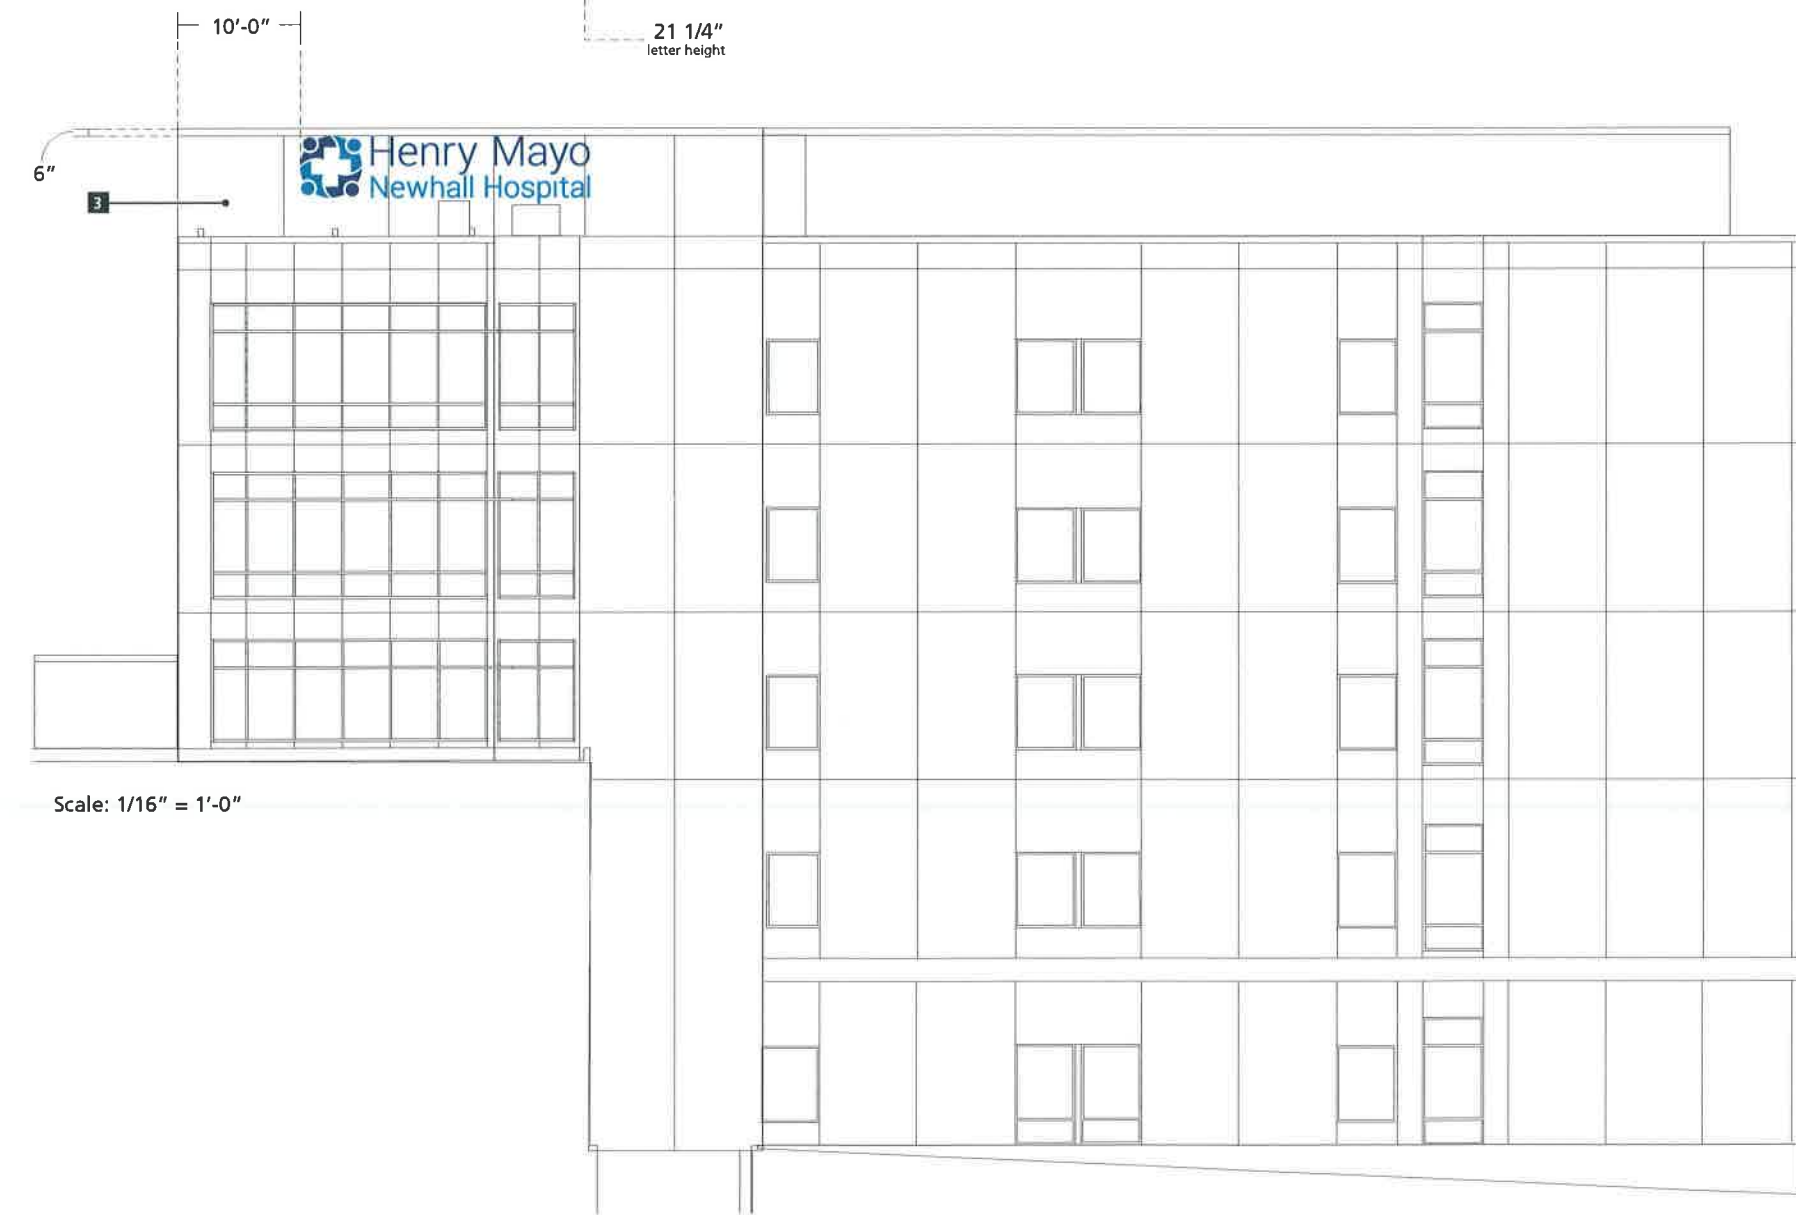 10'-0"
21 1/4"
letter height
6"
3
Henry Mayo
Newhall Hospital
Scale: 1/16" = 1'-0"